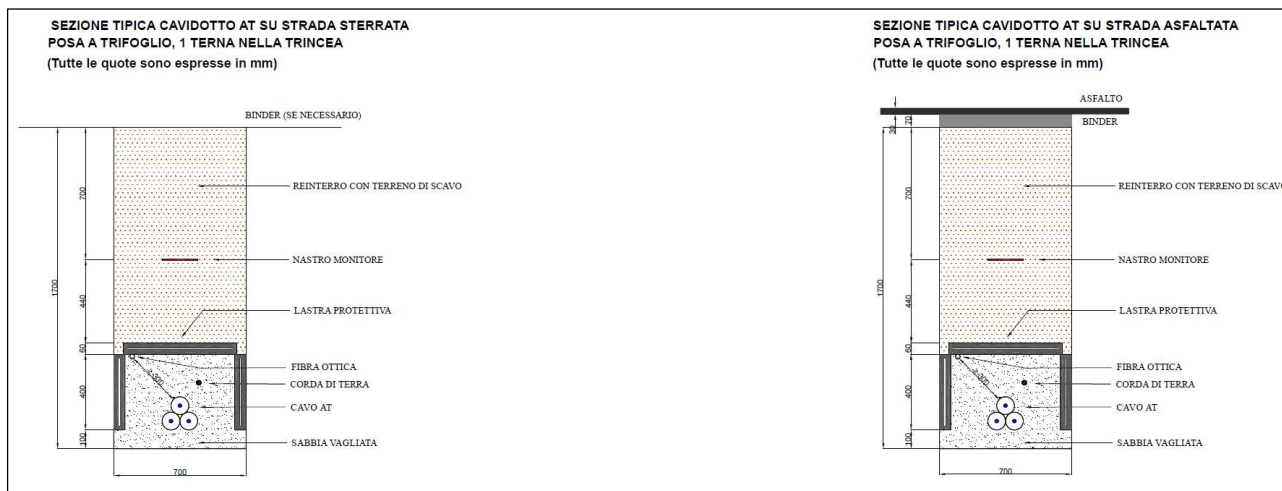 SEZIONE TIPICA CAVIDOTTO AT SU STRADA STERRATA
POSA A TRIFOGLIO, 1 TERNA NELLA TRINCEA
(Tutte le quote sono espresse in mm)
BINDER (SE NECESSARIO)
700
REINTERRO CON TERRENO DI SCAVO
NASTRO MONITORE
1700
440
LASTRA PROTETTIVA
60
FIBRA OTTICA
≥300
CORDA DI TERRA
400
CAVO AT
100
SABBIA VAGLIATA
700
SEZIONE TIPICA CAVIDOTTO AT SU STRADA ASFALTATA
POSA A TRIFOGLIO, 1 TERNA NELLA TRINCEA
(Tutte le quote sono espresse in mm)
ASFALTO
30
70
BINDER
700
REINTERRO CON TERRENO DI SCAVO
NASTRO MONITORE
1700
440
LASTRA PROTETTIVA
60
FIBRA OTTICA
≥300
CORDA DI TERRA
400
CAVO AT
100
SABBIA VAGLIATA
700